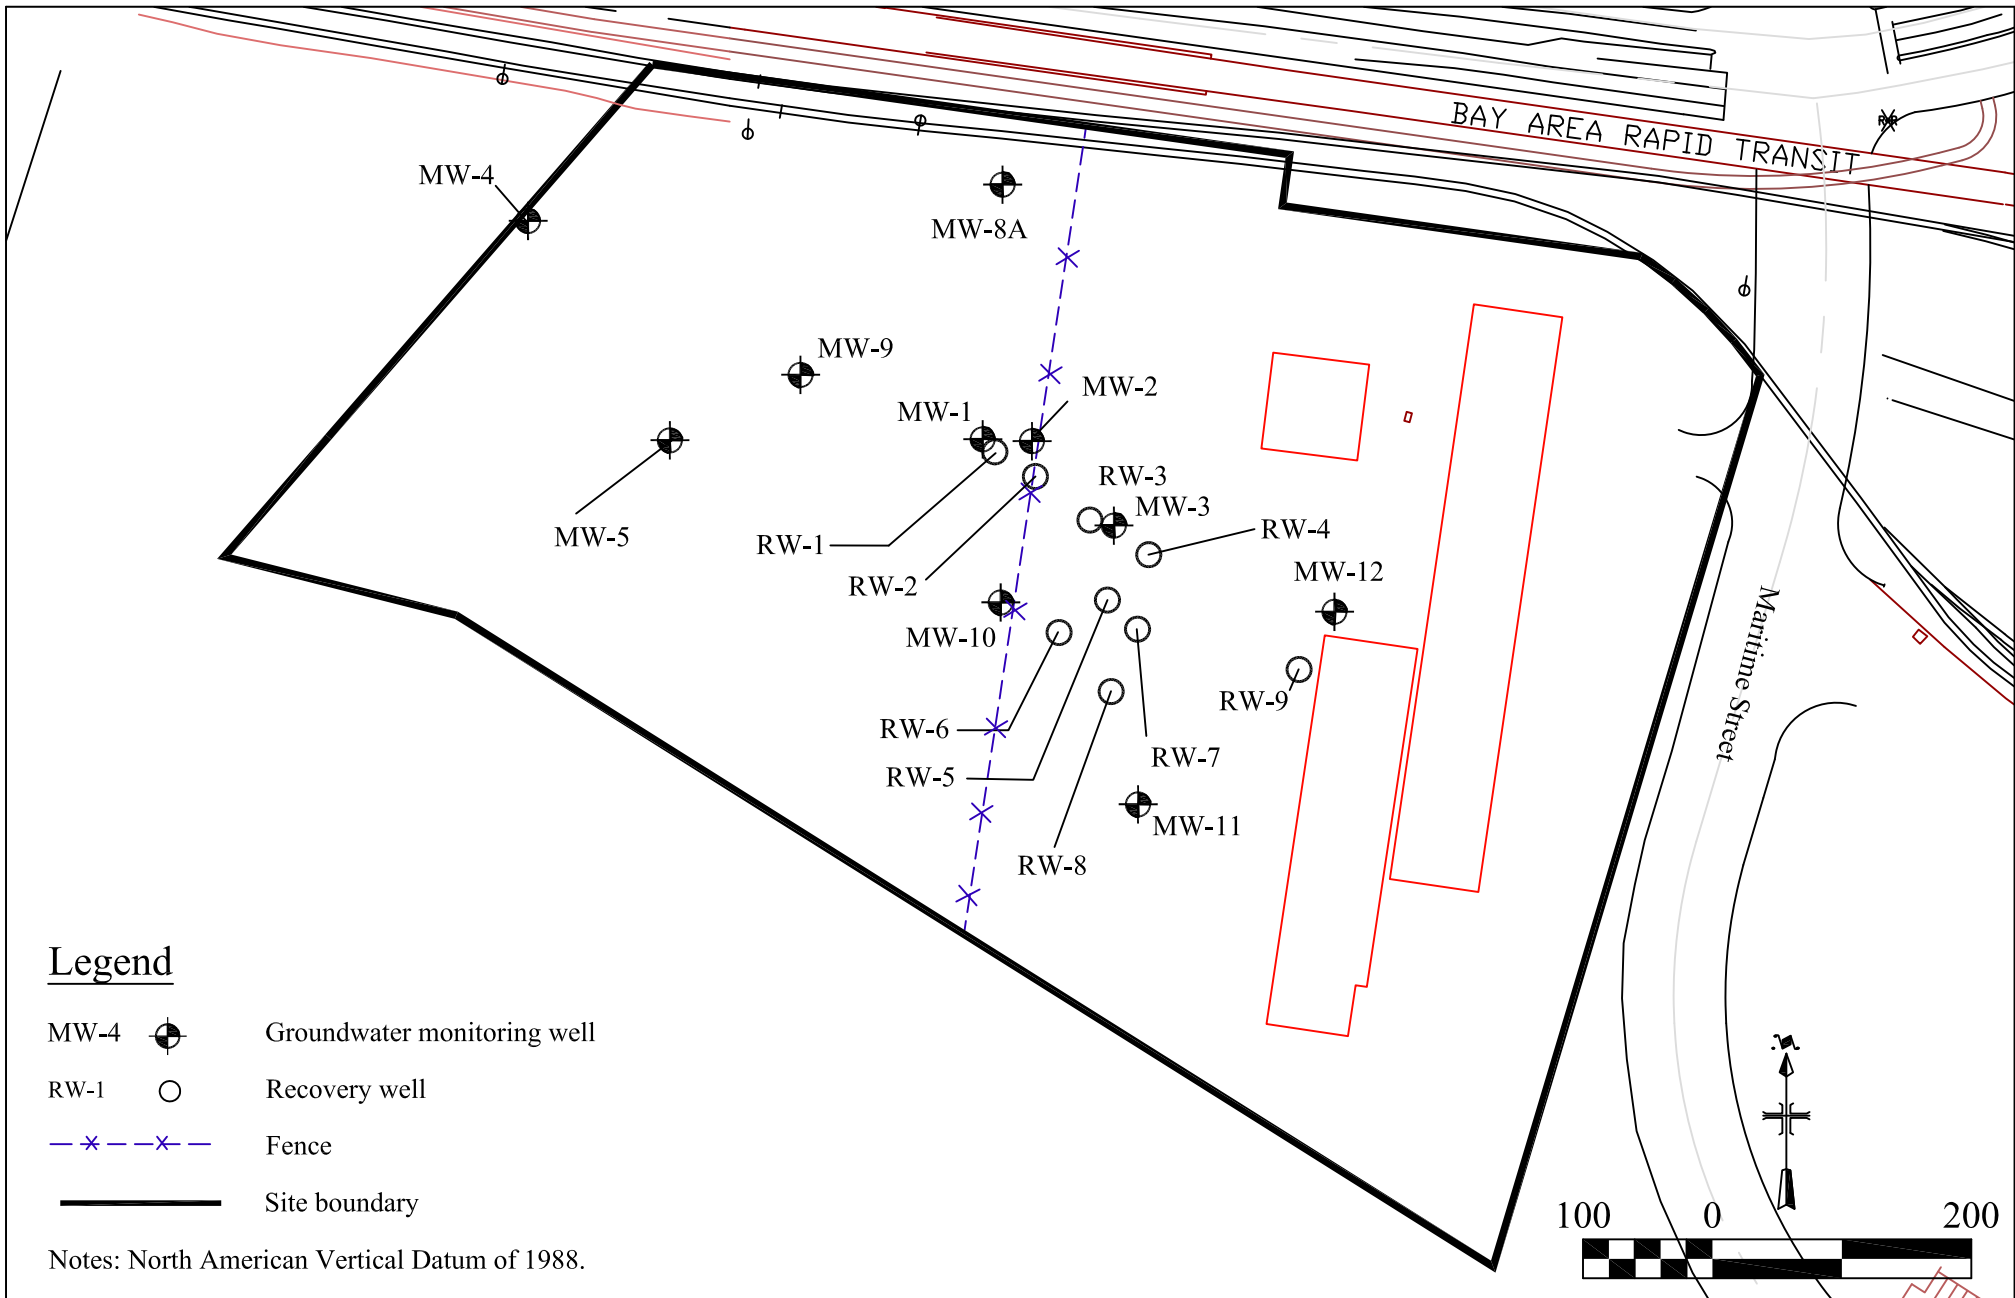 BAY AREA RAPID TRANSIT
MW-4
MW-8A
MW-9
MW-2
MW-1
RW-3
MW-3
MW-5
RW-1
RW-4
RW-2
MW-12
MW-10
Maritime Street
RW-9
RW-6
RW-7
RW-5
MW-11
RW-8
Legend
MW-4 Groundwater monitoring well
RW-1 Recovery well
Fence
Site boundary
Notes: North American Vertical Datum of 1988.
N
100 0 200